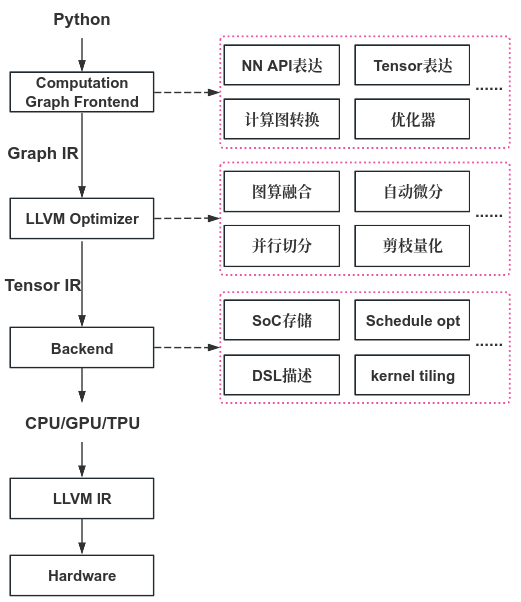 Python
Computation
Graph Frontend
NN API表达
Tensor表达
......
计算图转换
优化器
Graph IR
LLVM Optimizer
图算融合
自动微分
......
并行切分
剪枝量化
Tensor IR
Backend
SoC存储
Schedule opt
......
DSL描述
kernel tiling
CPU/GPU/TPU
LLVM IR
Hardware